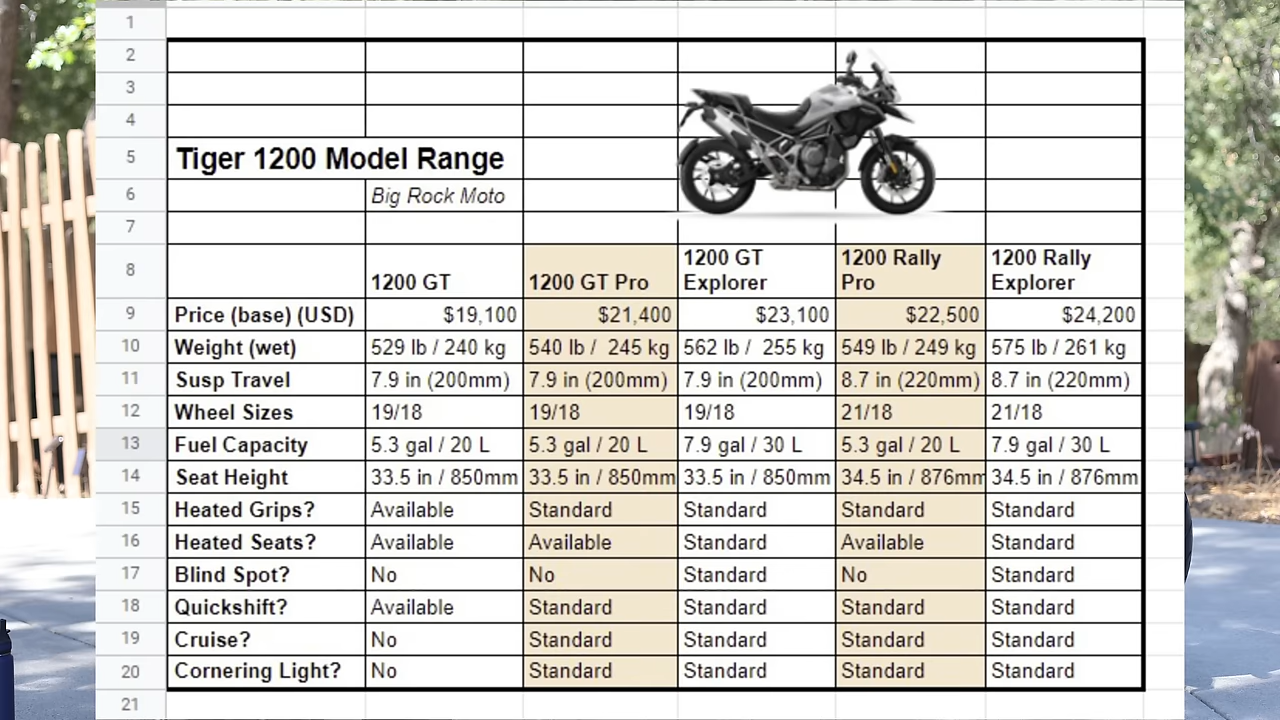 1
2
3
4
5 Tiger 1200 Model Range
6 Big Rock Moto
7
8 1200 GT 1200 GT Pro 1200 GT Explorer 1200 Rally Pro 1200 Rally Explorer
9 Price (base) (USD) $19,100 $21,400 $23,100 $22,500 $24,200
10 Weight (wet) 529 lb / 240 kg 540 lb / 245 kg 562 lb / 255 kg 549 lb / 249 kg 575 lb / 261 kg
11 Susp Travel 7.9 in (200mm) 7.9 in (200mm) 7.9 in (200mm) 8.7 in (220mm) 8.7 in (220mm)
12 Wheel Sizes 19/18 19/18 19/18 21/18 21/18
13 Fuel Capacity 5.3 gal / 20 L 5.3 gal / 20 L 7.9 gal / 30 L 5.3 gal / 20 L 7.9 gal / 30 L
14 Seat Height 33.5 in / 850mm 33.5 in / 850mm 33.5 in / 850mm 34.5 in / 876mm 34.5 in / 876mm
15 Heated Grips? Available Standard Standard Standard Standard
16 Heated Seats? Available Available Standard Available Standard
17 Blind Spot? No No Standard No Standard
18 Quickshift? Available Standard Standard Standard Standard
19 Cruise? No Standard Standard Standard Standard
20 Cornering Light? No Standard Standard Standard Standard
21